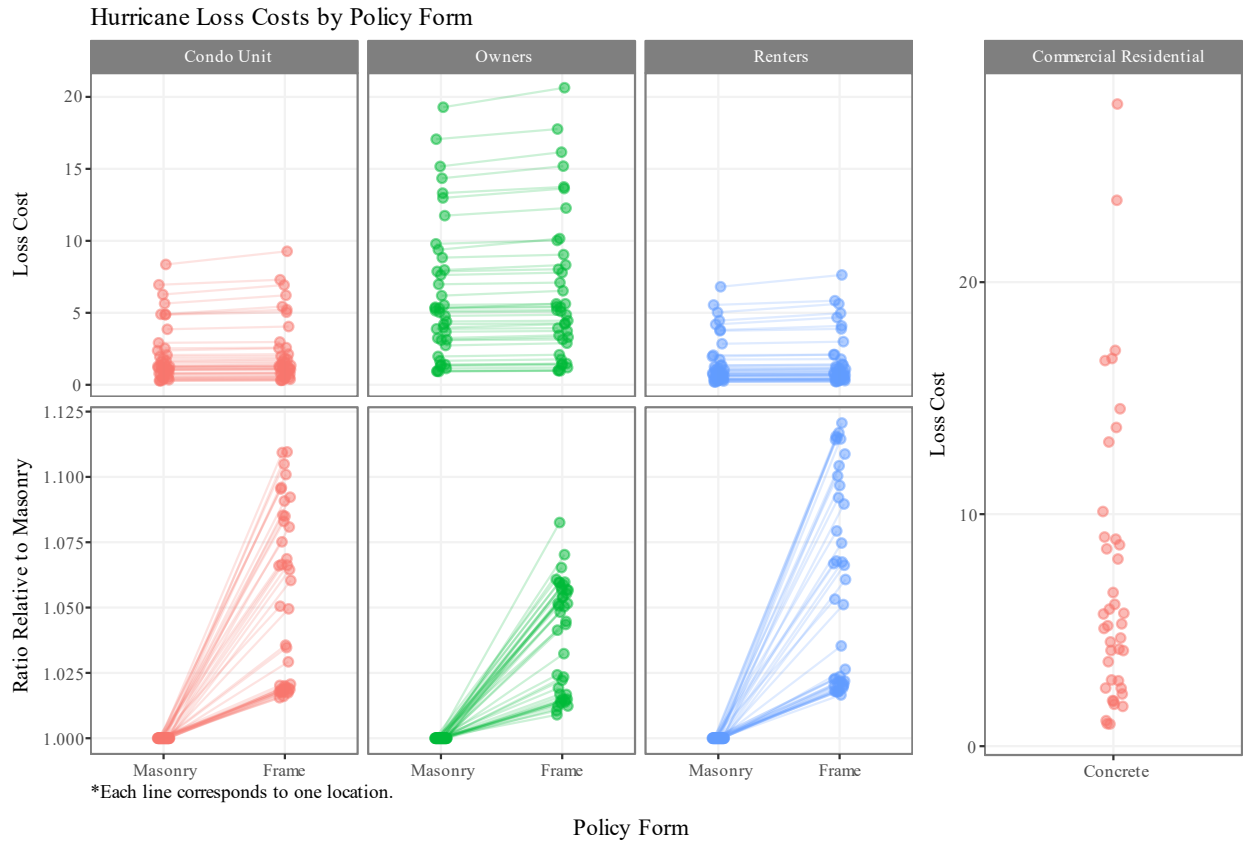 Hurricane Loss Costs by Policy Form
Condo Unit
Owners
Renters
Commercial Residential
Loss Cost
20
15
10
5
0
Ratio Relative to Masonry
1.125
1.100
1.075
1.050
1.025
1.000
Masonry
Frame
Masonry
Frame
Masonry
Frame
Loss Cost
20
10
0
Concrete
*Each line corresponds to one location.
Policy Form